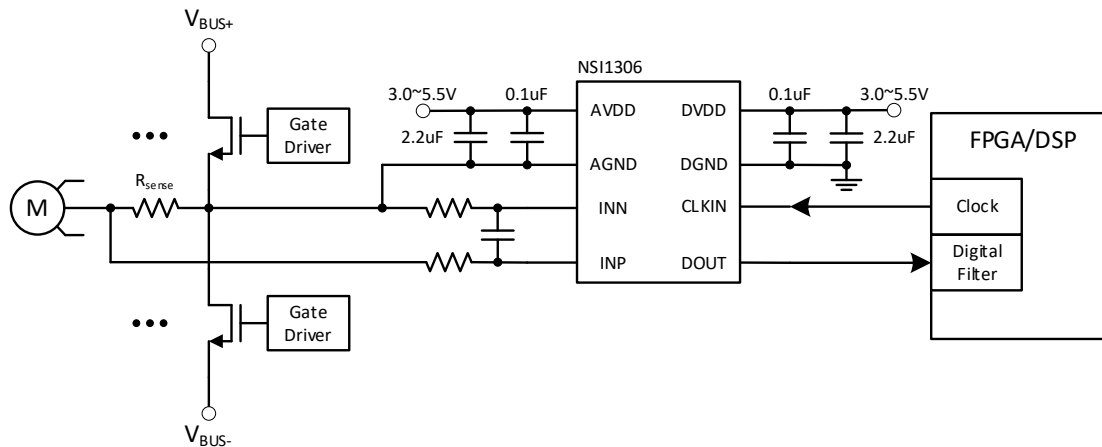 VBUS+
NSI1306
3.0~5.5V
0.1uF
2.2uF
AVDD
AGND
INN
INP
DVDD
DGND
CLKIN
DOUT
0.1uF
3.0~5.5V
2.2uF
FPGA/DSP
Clock
Digital
Filter
Gate
Driver
Rsense
M
Gate
Driver
VBUS-